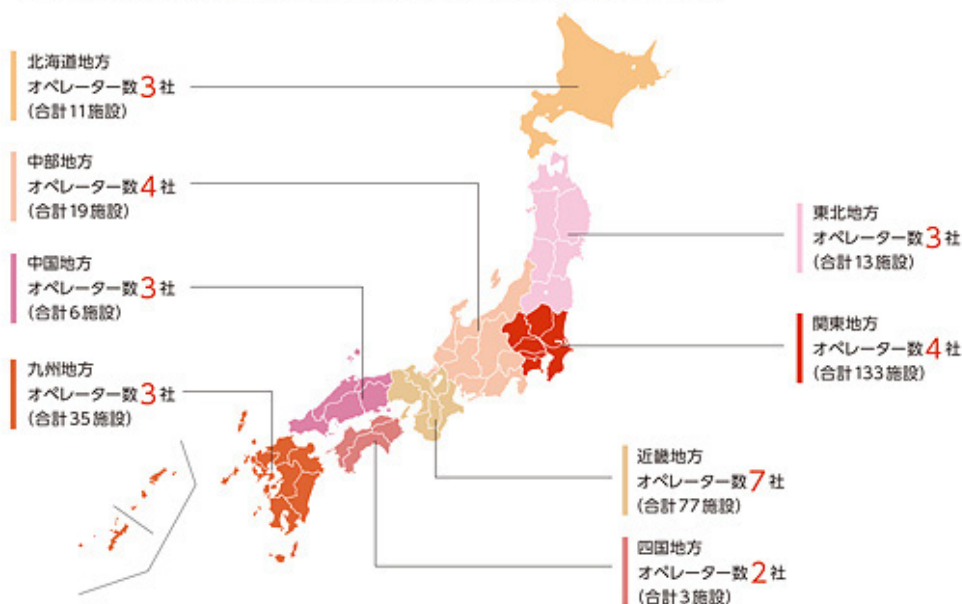 北海道地方
オペレーター数3社
(合計11施設)
中部地方
オペレーター数4社
(合計19施設)
中国地方
オペレーター数3社
(合計6施設)
九州地方
オペレーター数3社
(合計35施設)
東北地方
オペレーター数3社
(合計13施設)
関東地方
オペレーター数4社
(合計133施設)
近畿地方
オペレーター数7社
(合計77施設)
四国地方
オペレーター数2社
(合計3施設)